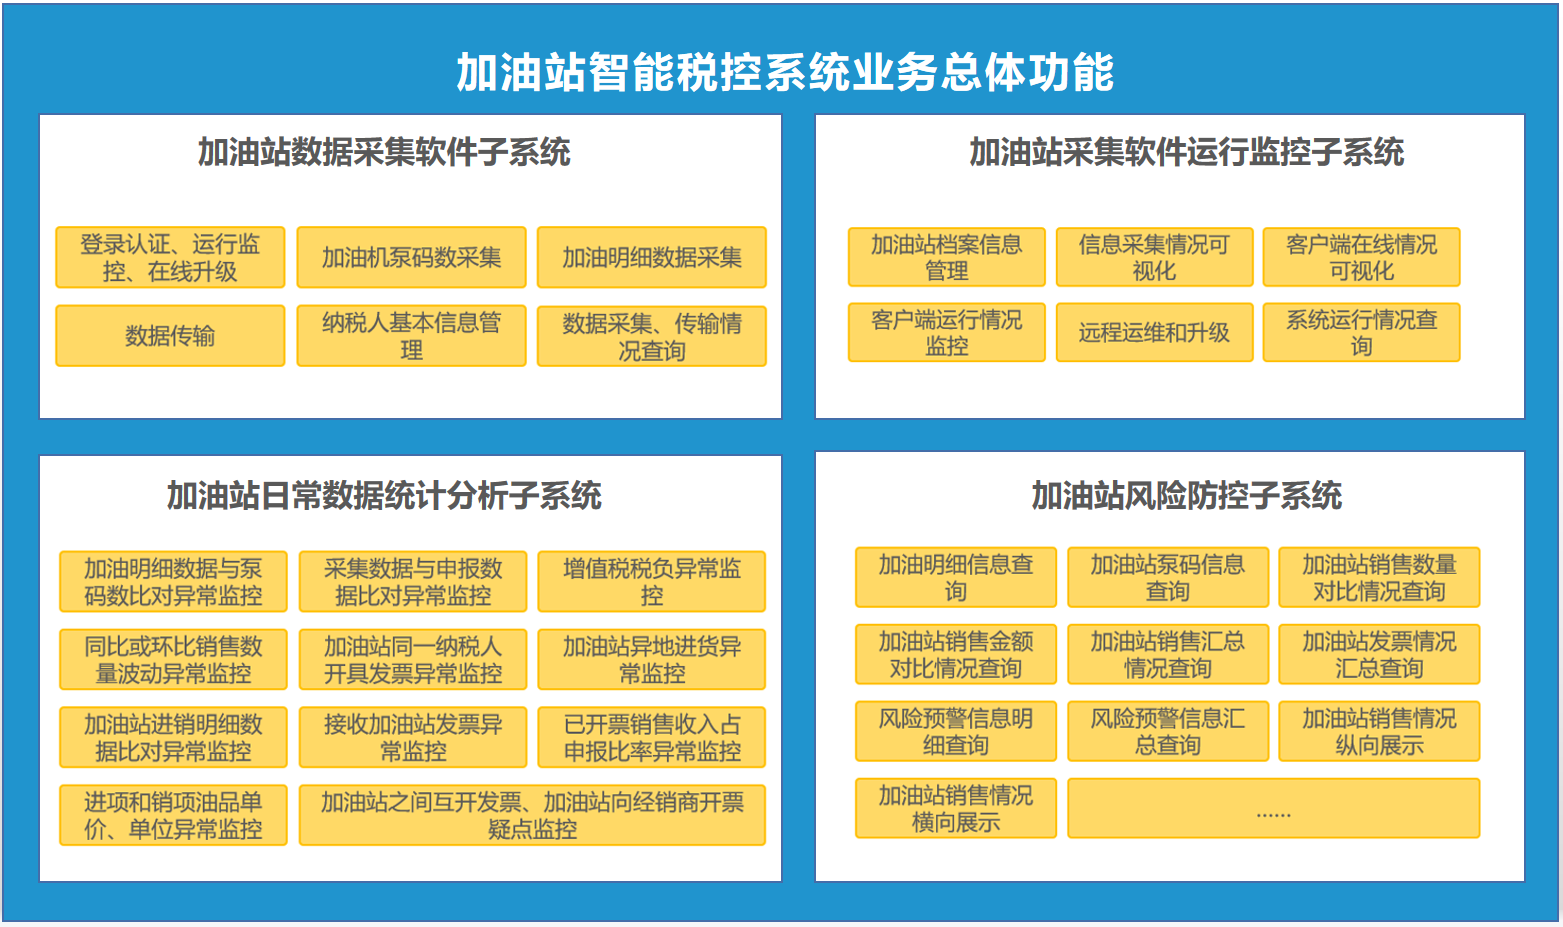 加油站智能税控系统业务总体功能
加油站数据采集软件子系统
登录认证、运行监
控、在线升级
加油机泵码数采集
加油明细数据采集
数据传输
纳税人基本信息管
理
数据采集、传输情
况查询
加油站采集软件运行监控子系统
加油站档案信息
管理
信息采集情况可
视化
客户端在线情况
可视化
客户端运行情况
监控
远程运维和升级
系统运行情况查
询
加油站日常数据统计分析子系统
加油明细数据与泵
码数比对异常监控
采集数据与申报数
据比对异常监控
增值税税负异常监
控
同比或环比销售数
量波动异常监控
加油站同一纳税人
开具发票异常监控
加油站异地进货异
常监控
加油站进销明细数
据比对异常监控
接收加油站发票异
常监控
已开票销售收入占
申报比率异常监控
进项和销项油品单
价、单位异常监控
加油站之间互开发票、加油站向经销商开票
疑点监控
加油站风险防控子系统
加油明细信息查
询
加油站泵码信息
查询
加油站销售数量
对比情况查询
加油站销售金额
对比情况查询
加油站销售汇总
情况查询
加油站发票情况
汇总查询
风险预警信息明
细查询
风险预警信息汇
总查询
加油站销售情况
纵向展示
加油站销售情况
横向展示
......